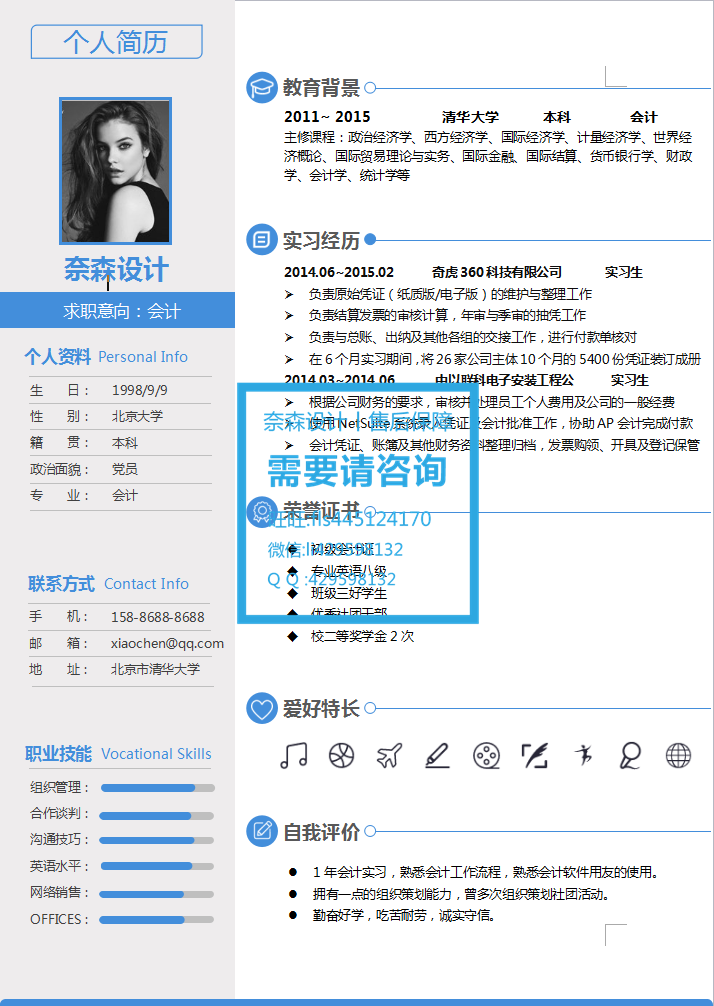 个人简历
奈森设计
求职意向：会计
个人资料 Personal Info
生 日： 1998/9/9
性 别： 北京大学
籍 贯： 本科
政治面貌： 党员
专 业： 会计
联系方式 Contact Info
手 机： 158-8688-8688
邮 箱： xiaochen@qq.com
地 址： 北京市清华大学
职业技能 Vocational Skills
组织管理：
合作谈判：
沟通技巧：
英语水平：
网络销售：
OFFICES：
教育背景
2011~ 2015 清华大学 本科 会计
主修课程：政治经济学、西方经济学、国际经济学、计量经济学、世界经
济概论、国际贸易理论与实务、国际金融、国际结算、货币银行学、财政
学、会计学、统计学等
实习经历
2014.06~2015.02 奇虎 360 科技有限公司 实习生
➢ 负责原始凭证（纸质版/电子版）的维护与整理工作
➢ 负责结算发票的审核计算，年审与季审的抽凭工作
➢ 负责与总账、出纳及其他各组的交接工作，进行付款单核对
➢ 在 6 个月实习期间，将 26 家公司主体 10 个月的 5400 份凭证装订成册
2014.03~2014.06 中以联科电子安装工程公 实习生
➢ 根据公司财务的要求，审核并处理员工个人费用及公司的一般经费
➢ 使用 NetSuite 系统录入凭证及会计批准工作，协助 AP 会计完成付款
➢ 会计凭证、账簿及其他财务资料整理归档，发票购领、开具及登记保管
奈森设计 | 售后保障
需要请咨询
旺旺:lls445124170
QQ:429598132
荣誉证书
◆ 初级会计证
◆ 专业英语八级
◆ 班级三好学生
◆ 优秀社团干部
◆ 校二等奖学金 2 次
爱好特长
自我评价
● 1 年会计实习，熟悉会计工作流程，熟悉会计软件用友的使用。
● 拥有一点的组织策划能力，曾多次组织策划社团活动。
● 勤奋好学，吃苦耐劳，诚实守信。